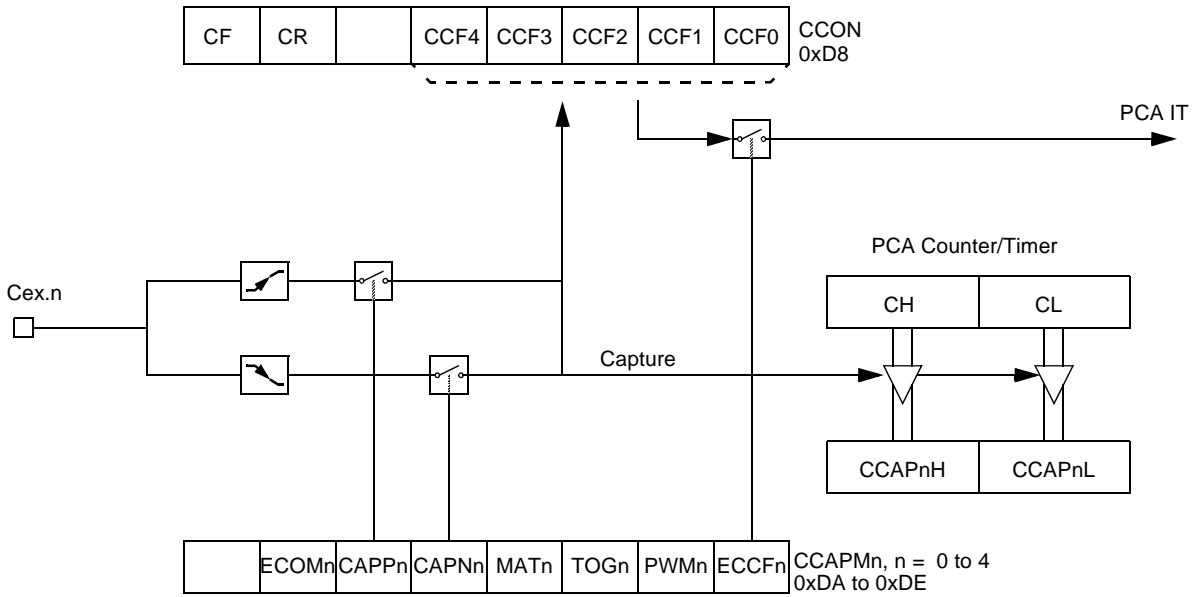 CF CR CCF4 CCF3 CCF2 CCF1 CCF0 CCON
0xD8
PCA IT
PCA Counter/Timer
Cex.n
CH CL
Capture
CCAPnH CCAPnL
ECOMn CAPPn CAPNn MATn TOGn PWMn ECCFn CCAPMn, n = 0 to 4
0xDA to 0xDE